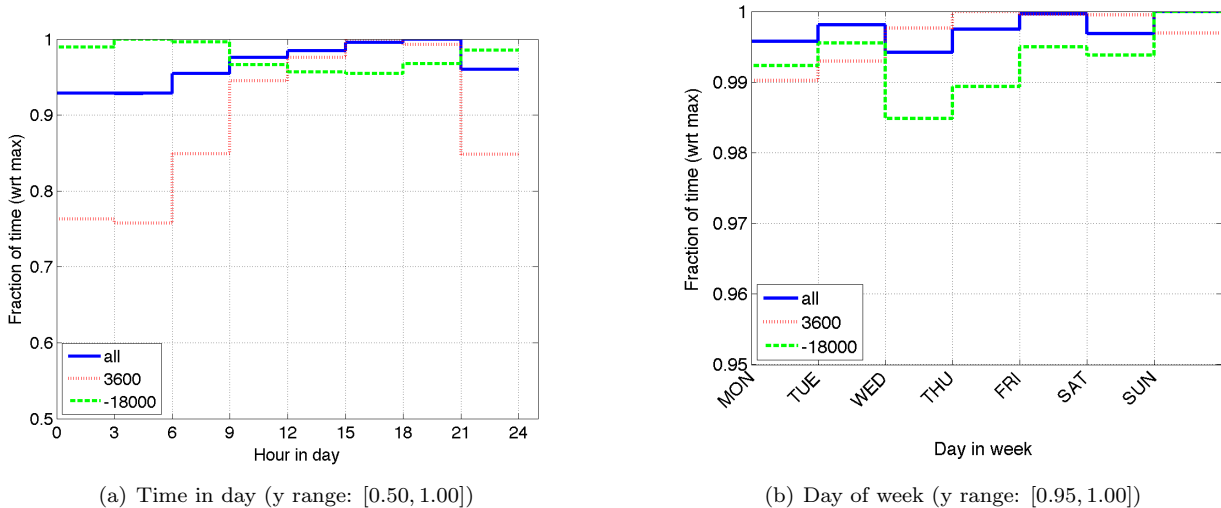 1
0.9
0.8
0.7
0.6
0.5
Fraction of time (wrt max)
all
3600
-18000
0 3 6 9 12 15 18 21 24
Hour in day
(a) Time in day (y range: [0.50, 1.00])
1
0.99
0.98
0.97
0.96
0.95
Fraction of time (wrt max)
all
3600
-18000
MON TUE WED THU FRI SAT SUN
Day in week
(b) Day of week (y range: [0.95, 1.00])